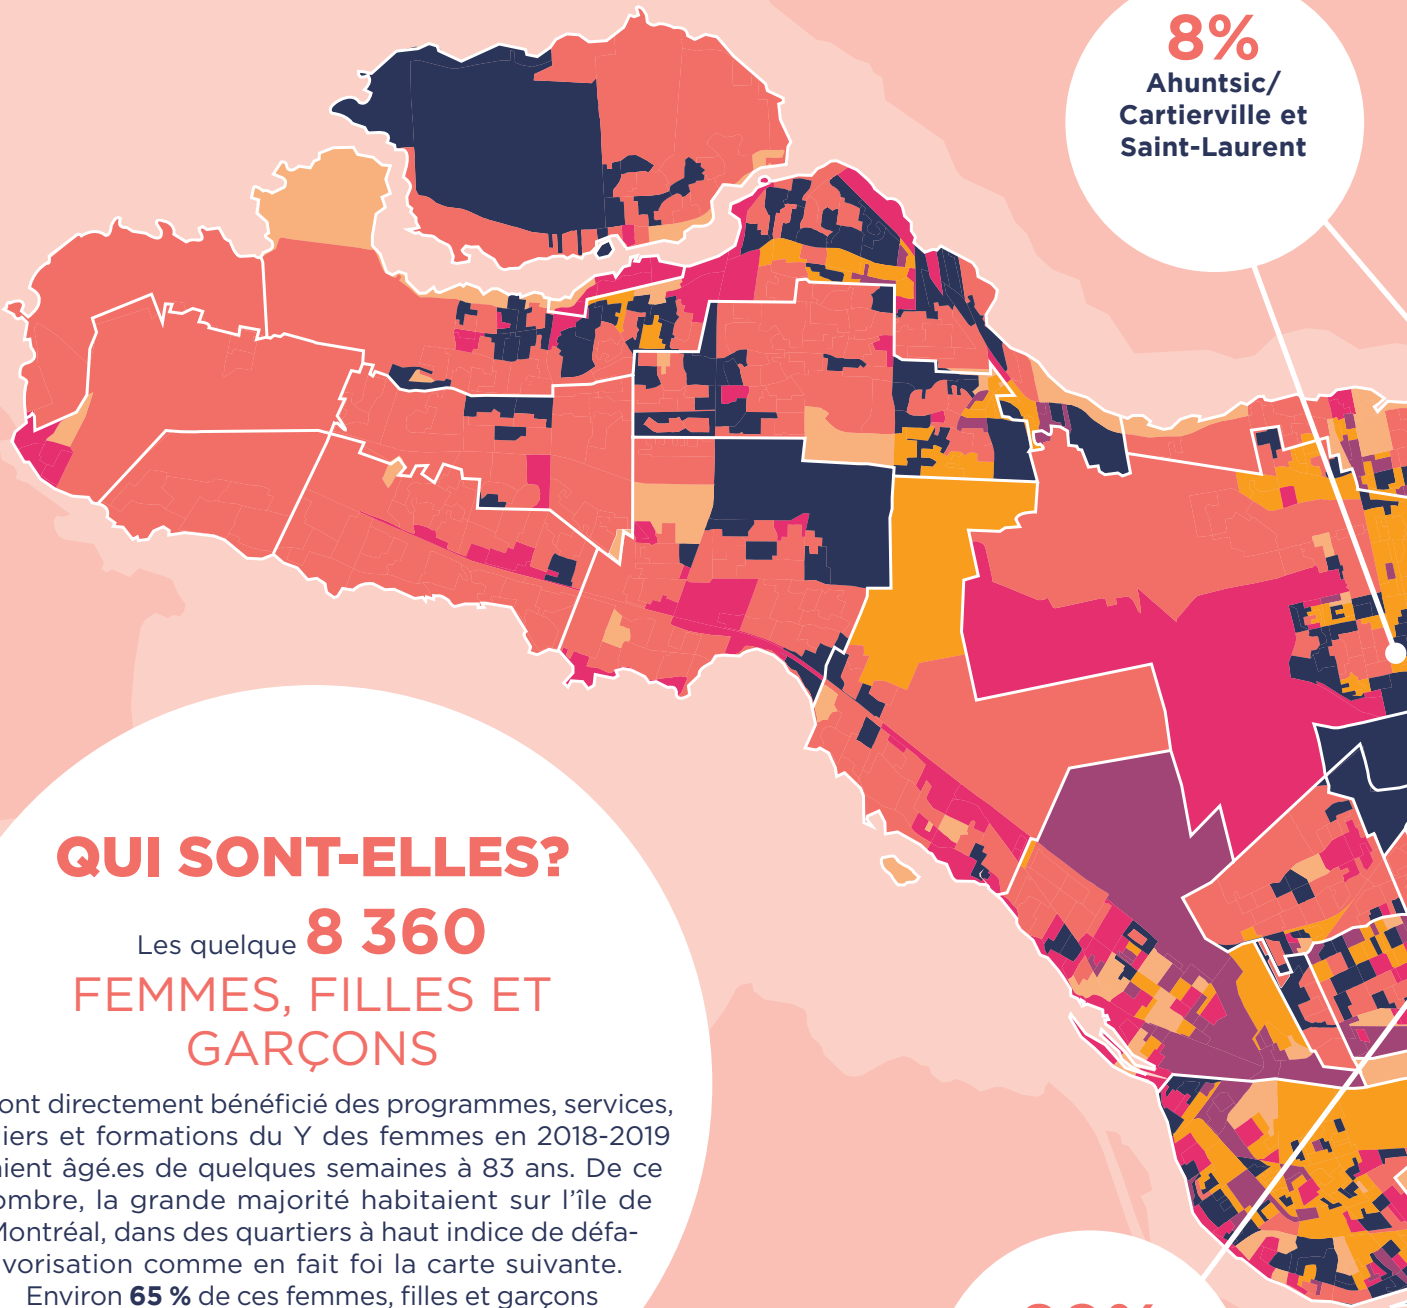 8%
Ahuntsic/
Cartierville et
Saint-Laurent
QUI SONT-ELLES?
Les quelque 8 360
FEMMES, FILLES ET
GARÇONS
ont directement bénéficié des programmes, services,
et formations du Y des femmes en 2018-2019
âgé.es de quelques semaines à 83 ans. De ce
la grande majorité habitaient sur l'île de
Montréal, dans des quartiers à haut indice de défa-
vorisation comme en fait foi la carte suivante.
Environ 65 % de ces femmes, filles et garçons